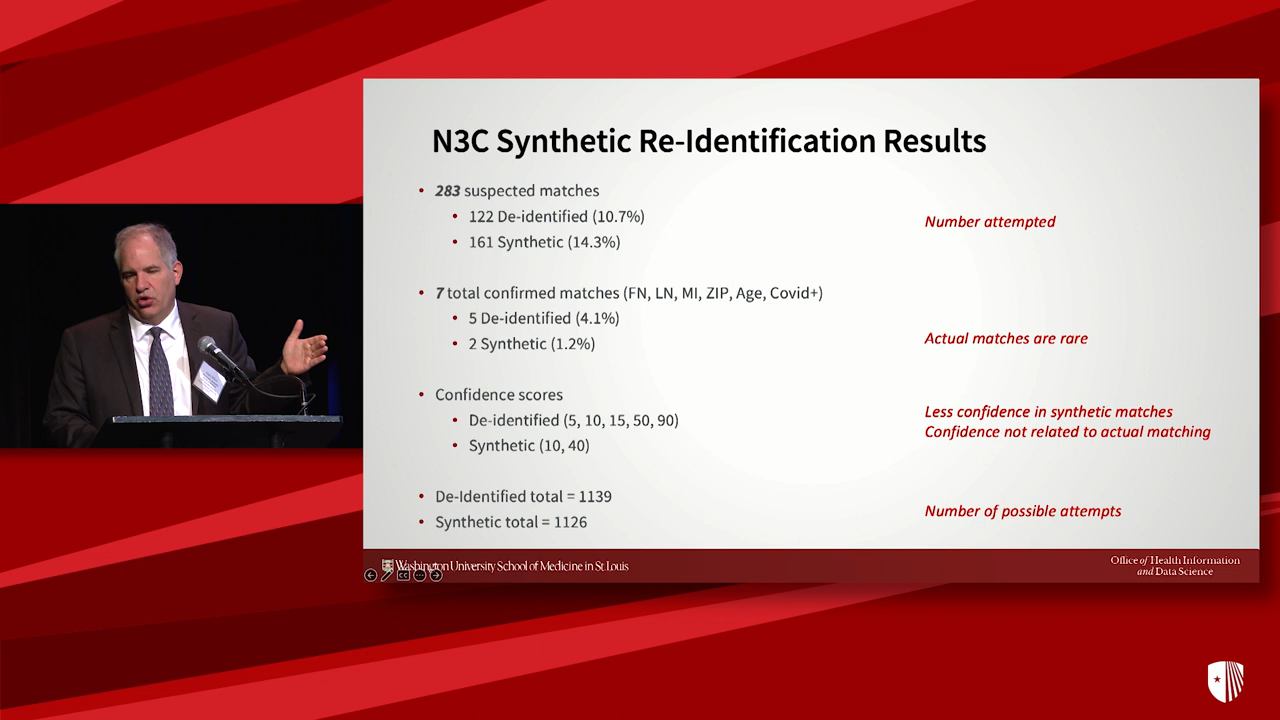 N3C Synthetic Re-Identification Results
• 283 suspected matches
• 122 De-identified (10.7%)
• 161 Synthetic (14.3%)
Number attempted
• 7 total confirmed matches (FN, LN, MI, ZIP, Age, Covid+)
• 5 De-identified (4.1%)
• 2 Synthetic (1.2%)
Actual matches are rare
• Confidence scores
• De-identified (5, 10, 15, 50, 90)
• Synthetic (10, 40)
Less confidence in synthetic matches
Confidence not related to actual matching
• De-Identified total = 1139
• Synthetic total = 1126
Number of possible attempts
Washington University School of Medicine in St.Louis
Office of Health Information
and Data Science